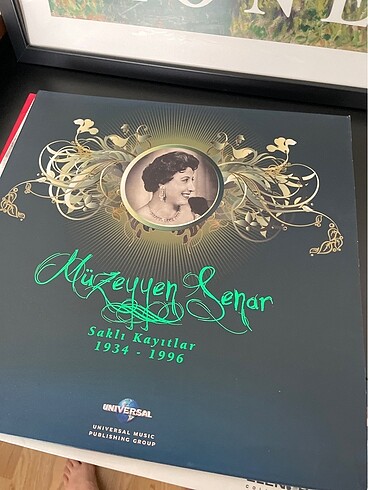 Müzeyyen Senar
Saklı Kayıtlar
1934 - 1996
UNIVERSAL
UNIVERSAL MUSIC
PUBLISHING GROUP